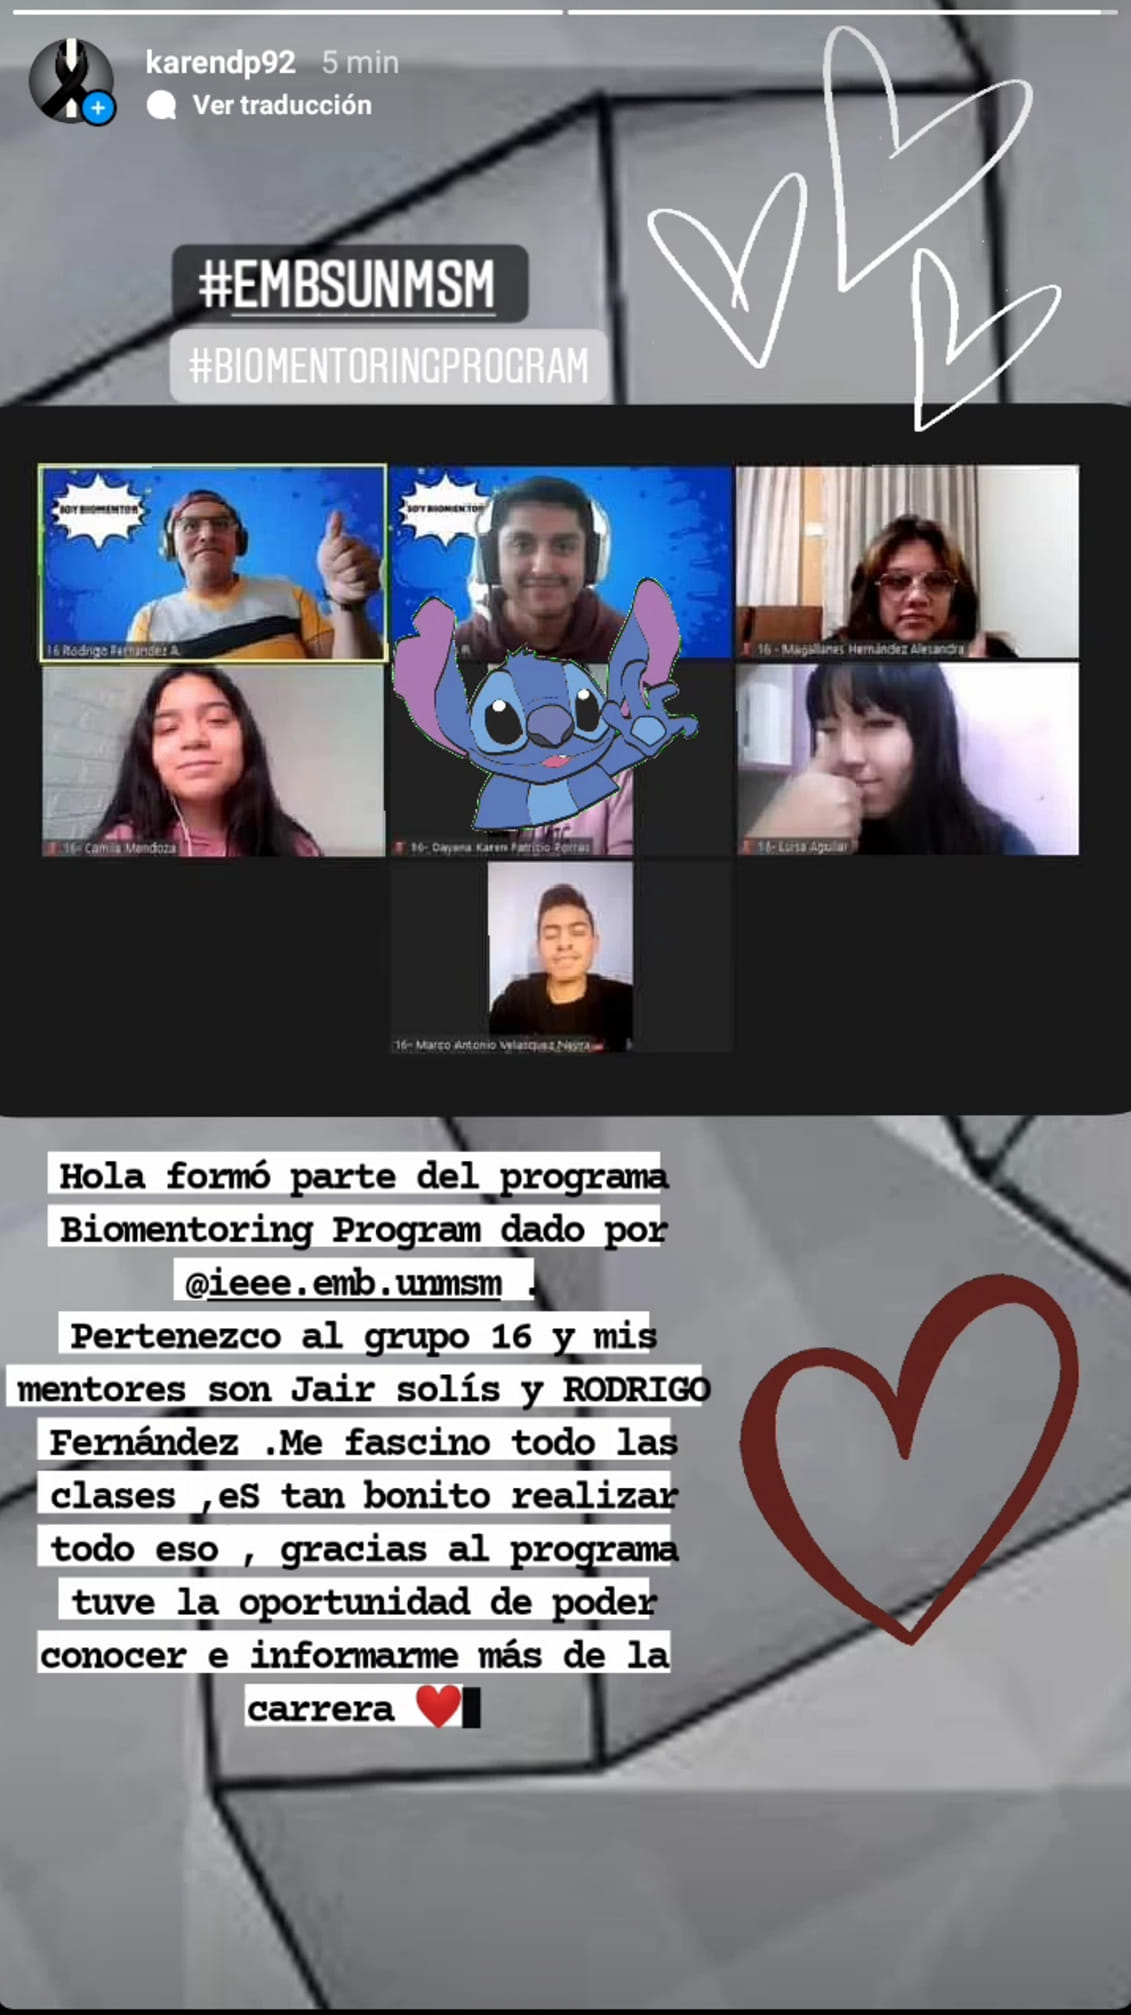 karendp92 5 min
Ver traducción
#EMBSUNMSM
#BIOMENTORINGPROGRAM
SOY BIOMENTOR
SOY BIOMENTOR
16 Rodrigo Fernandez A.
16 - Magallanes Hernández Alesandra
16- Camila Mendoza
16- Dayana Karen Patricio Porras
16- Luisa Aguilar
16- Marco Antonio Velasquez Neyra
Hola formó parte del programa
Biomentoring Program dado por
@ieee.emb.unmsm .
Pertenezco al grupo 16 y mis
mentores son Jair solís y RODRIGO
Fernández .Me fascino todo las
clases ,eS tan bonito realizar
todo eso , gracias al programa
tuve la oportunidad de poder
conocer e informarme más de la
carrera ❤️